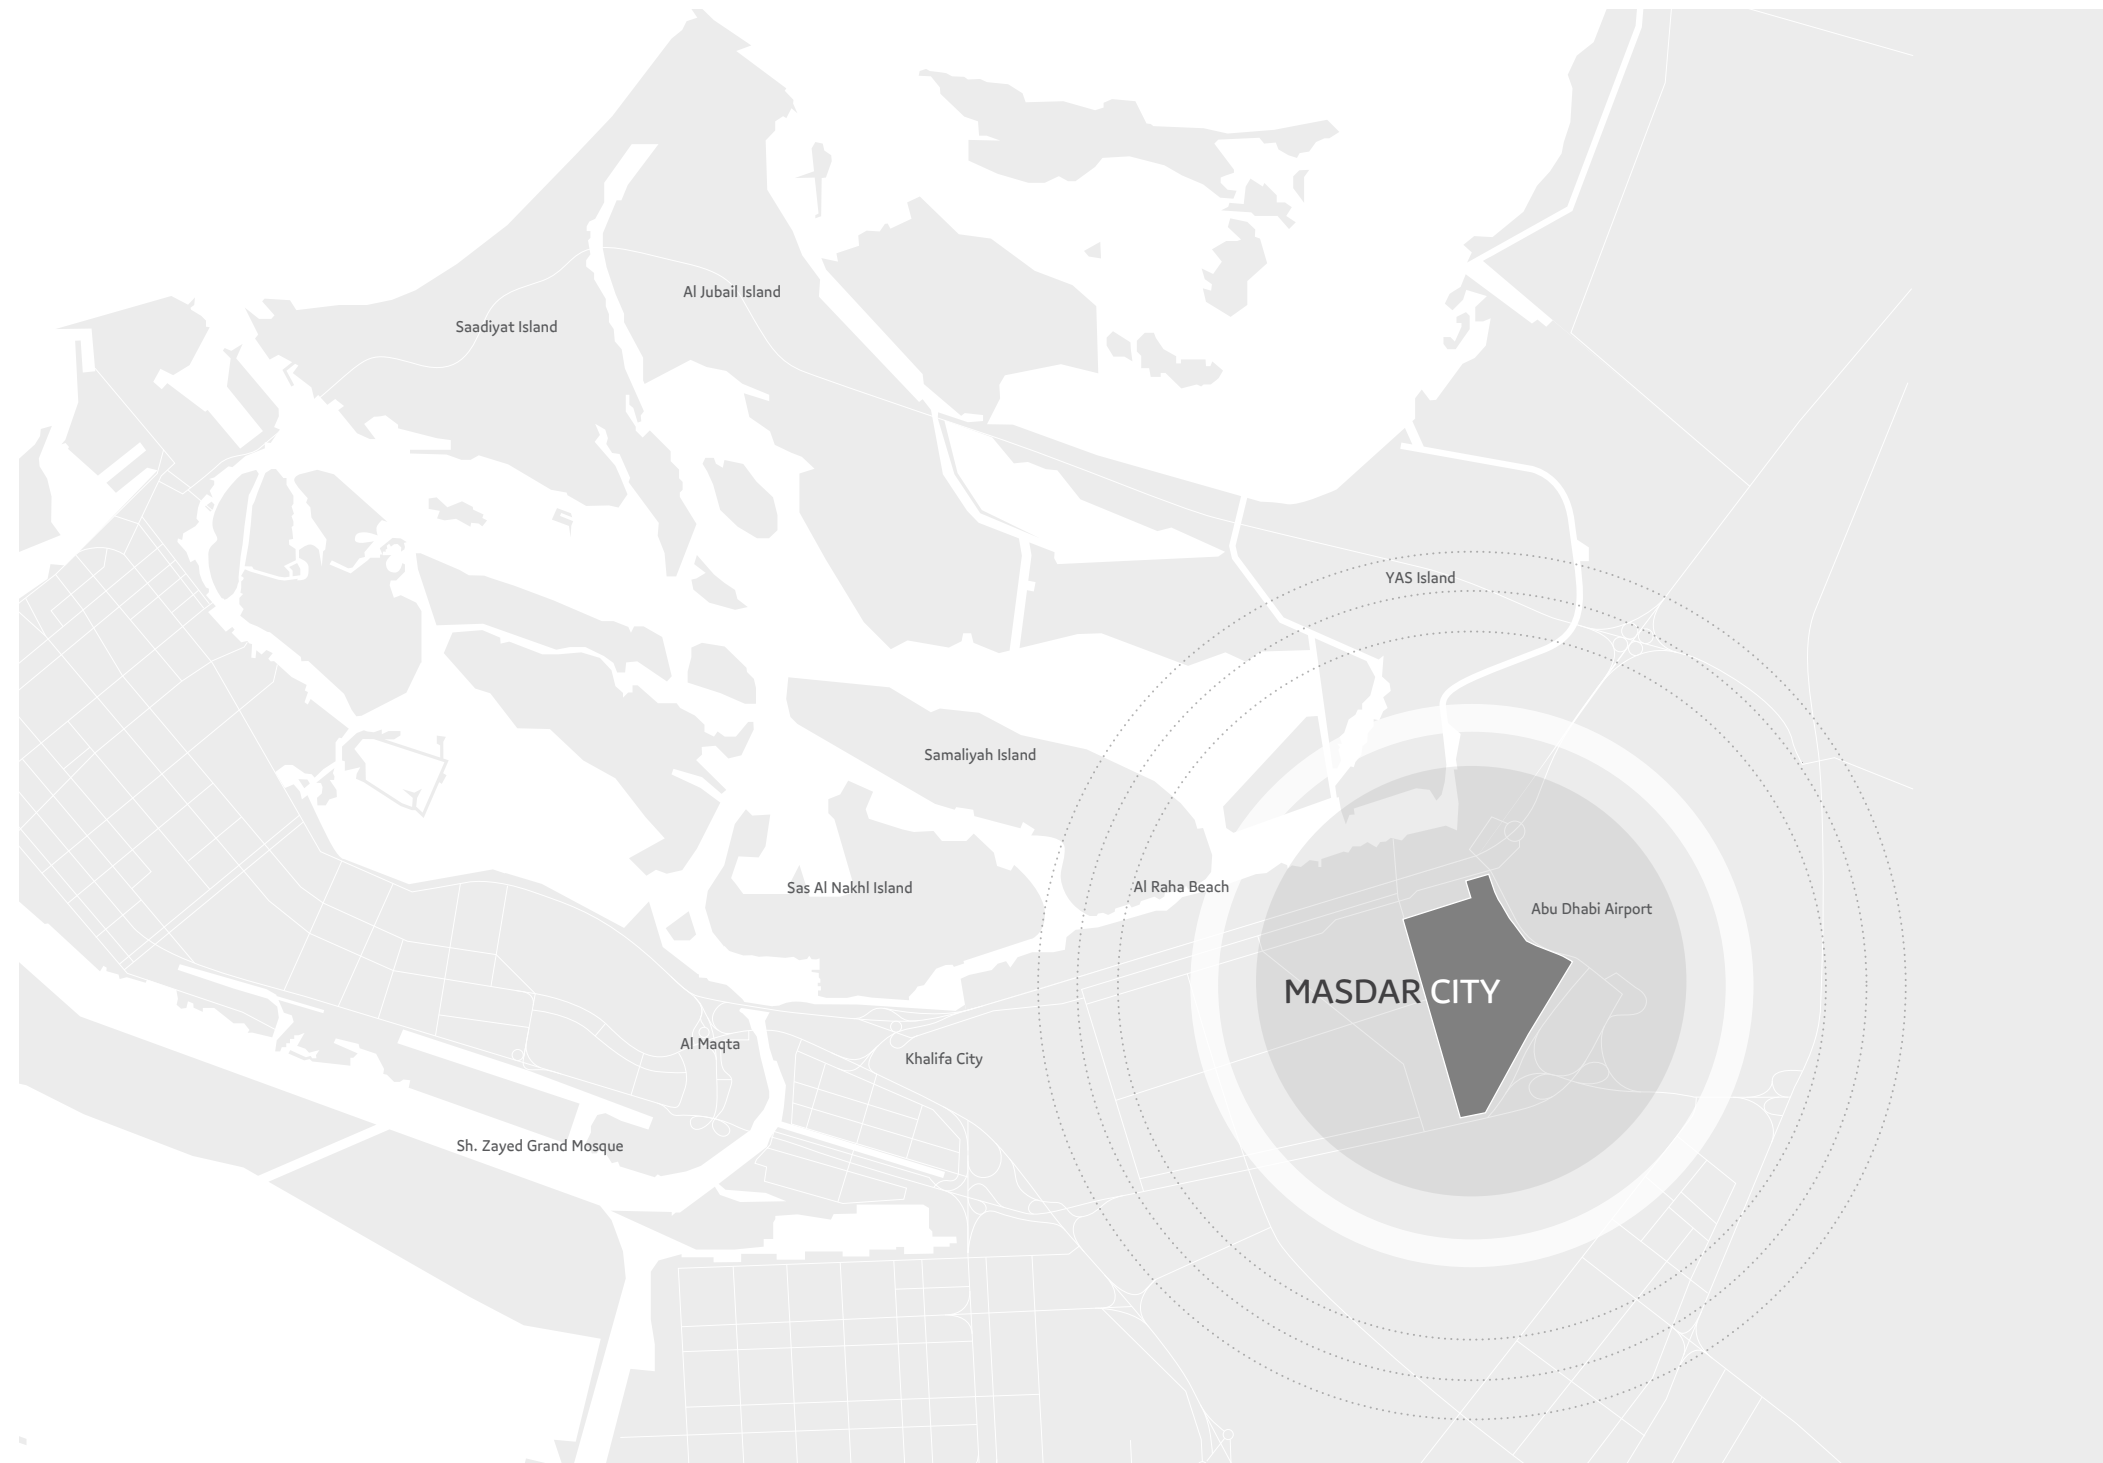 Al Jubail Island
Saadiyat Island
YAS Island
Samaliyah Island
Sas Al Nakhl Island
Al Raha Beach
Abu Dhabi Airport
MASDAR CITY
Al Maqta
Khalifa City
Sh. Zayed Grand Mosque